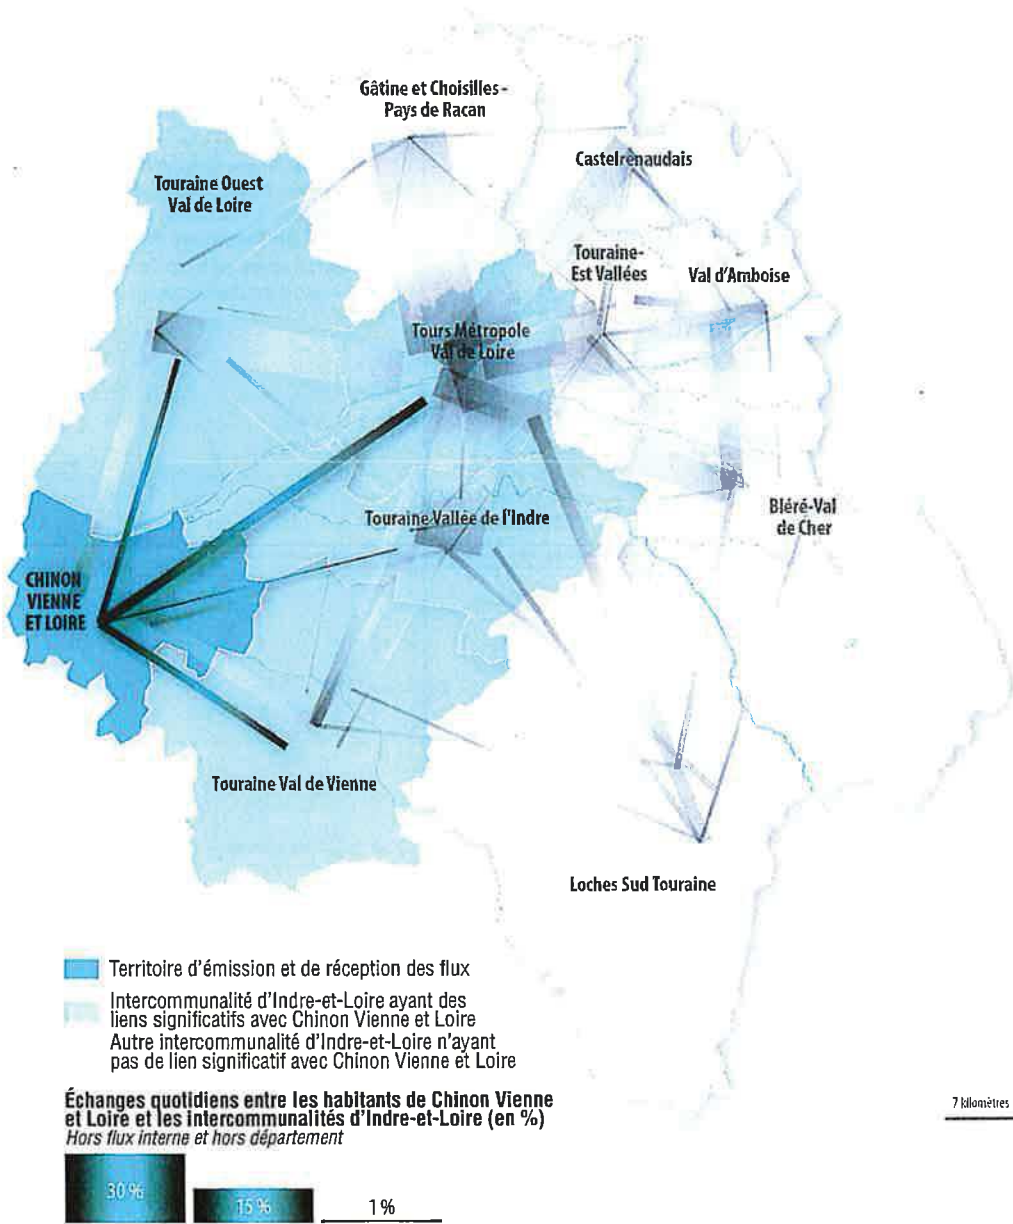 Gâtine et Choisilles -
Pays de Racan
Castelrenaudais
Touraine Ouest
Val de Loire
Touraine-
Est Vallées
Val d'Amboise
Tours Métropole
Val de Loire
Touraine Vallée de l'Indre
Bléré-Val
de Cher
CHINON
VIENNE
ET LOIRE
Touraine Val de Vienne
Loches Sud Touraine
Territoire d'émission et de réception des flux
Intercommunalité d'Indre-et-Loire ayant des
liens significatifs avec Chinon Vienne et Loire
Autre intercommunalité d'Indre-et-Loire n'ayant
pas de lien significatif avec Chinon Vienne et Loire
Échanges quotidiens entre les habitants de Chinon Vienne
et Loire et les intercommunalités d'Indre-et-Loire (en %)
Hors flux interne et hors département
7 kilomètres
30 %
15 %
1 %